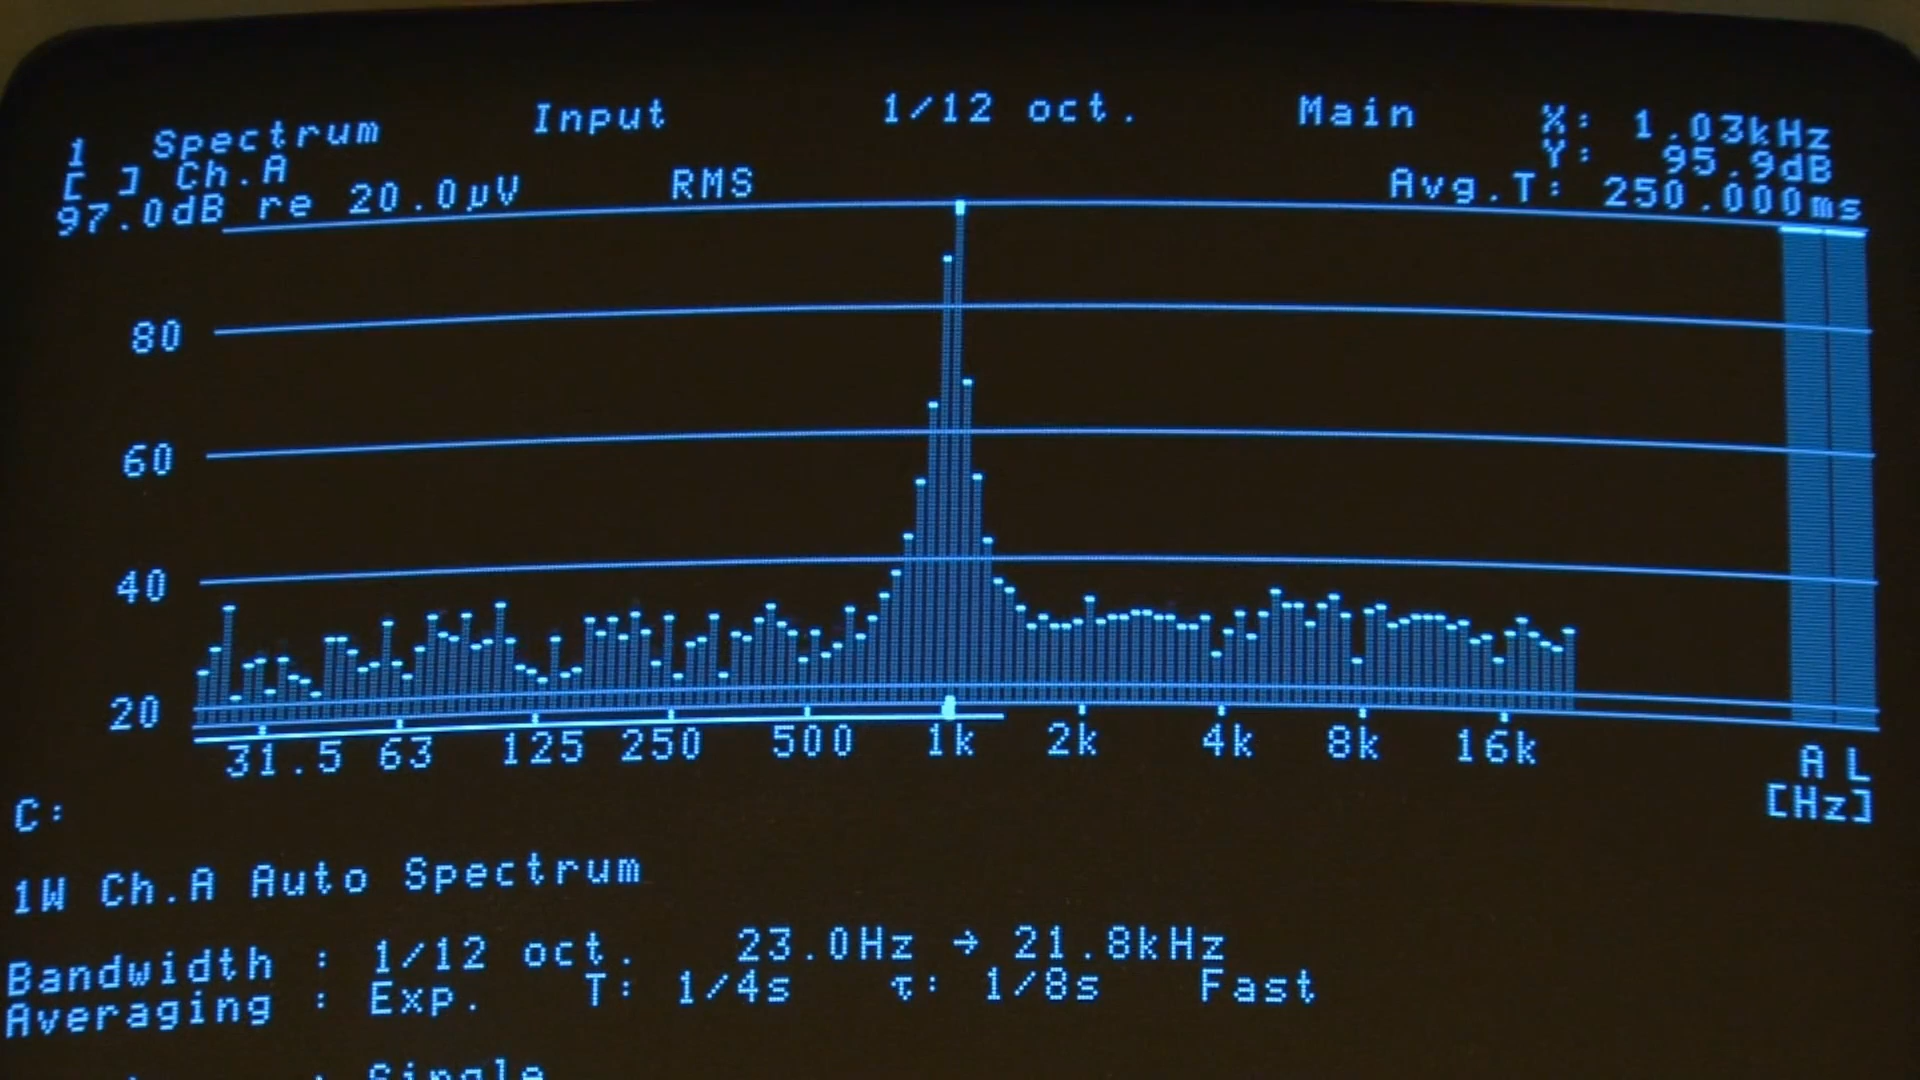 1 Spectrum Input 1/12 oct. Main X: 1.03kHz
[ ] Ch.A Y: 95.9dB
97.0dB re 20.0µV RMS Avg.T: 250.000ms
80
60
40
20
31.5 63 125 250 500 1k 2k 4k 8k 16k A L
[Hz]
C:
1W Ch.A Auto Spectrum
Bandwidth : 1/12 oct. 23.0Hz → 21.8kHz
Averaging : Exp. T: 1/4s τ: 1/8s Fast
: Single